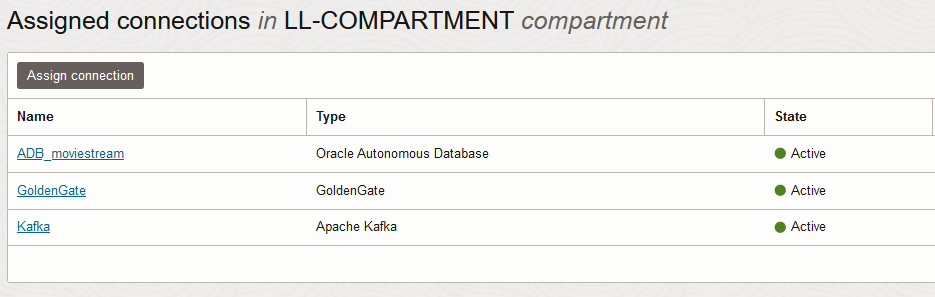 Assigned connections in LL-COMPARTMENT compartment
Assign connection
Name Type State
ADB_moviestream Oracle Autonomous Database Active
GoldenGate GoldenGate Active
Kafka Apache Kafka Active